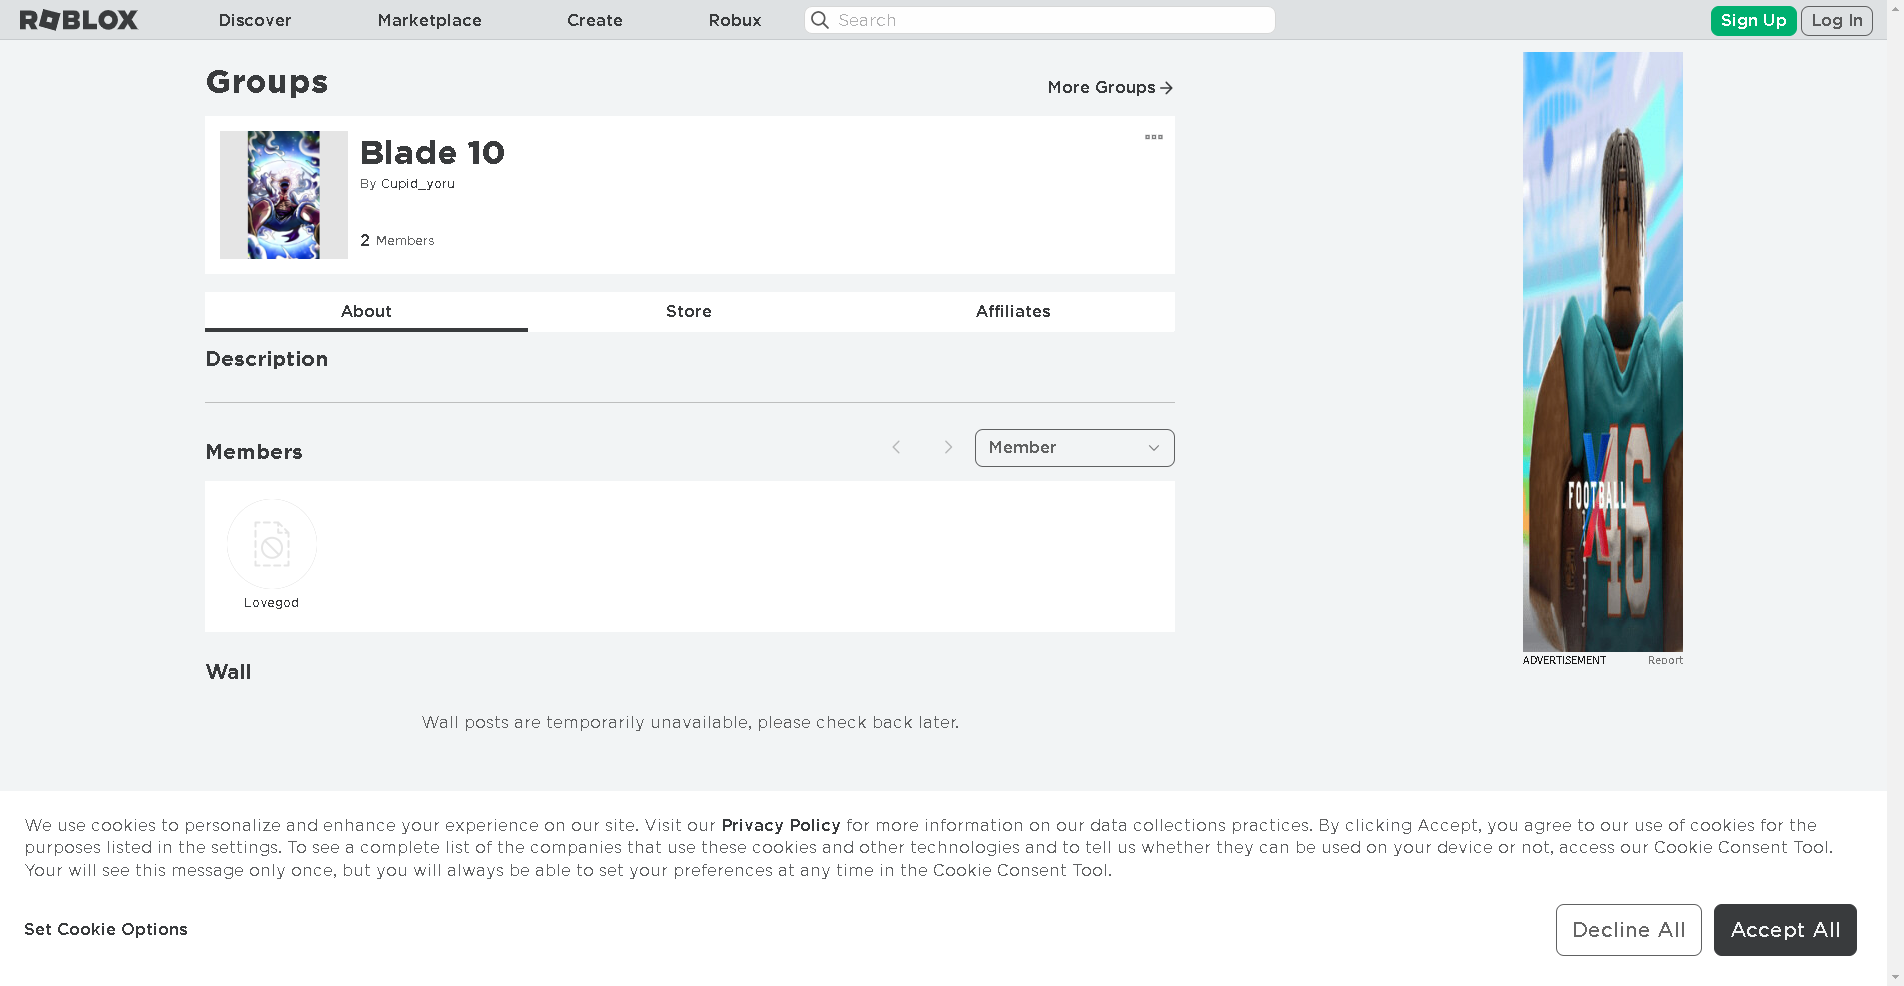 ROBLOX
Discover
Marketplace
Create
Robux
Search
Sign Up
Log In
Groups
More Groups
Blade 10
By Cupid_yoru
2 Members
About
Store
Affiliates
Description
Members
Member
Lovegod
Wall
Wall posts are temporarily unavailable, please check back later.
FOOTBALL
46
ADVERTISEMENT
Report
We use cookies to personalize and enhance your experience on our site. Visit our Privacy Policy for more information on our data collections practices. By clicking Accept, you agree to our use of cookies for the
purposes listed in the settings. To see a complete list of the companies that use these cookies and other technologies and to tell us whether they can be used on your device or not, access our Cookie Consent Tool.
Your will see this message only once, but you will always be able to set your preferences at any time in the Cookie Consent Tool.
Set Cookie Options
Decline All
Accept All